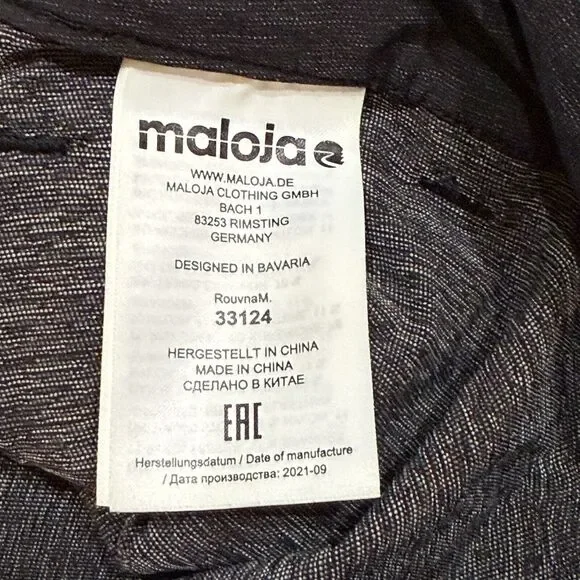 maloja
WWW.MALOJA.DE
MALOJA CLOTHING GMBH
BACH 1
83253 RIMSTING
GERMANY
DESIGNED IN BAVARIA
RouvnaM.
33124
HERGESTELLT IN CHINA
MADE IN CHINA
СДЕЛАНО В КИТАЕ
EAC
Herstellungsdatum / Date of manufacture
/ Дата производства: 2021-09